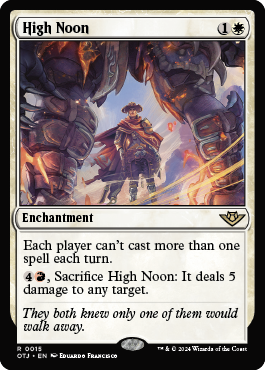 High Noon 1
Enchantment
Each player can't cast more than one
spell each turn.
4, Sacrifice High Noon: It deals 5
damage to any target.
They both knew only one of them would
walk away.
R 0015
OTJ • EN Eduardo Francisco ™ & © 2024 Wizards of the Coast